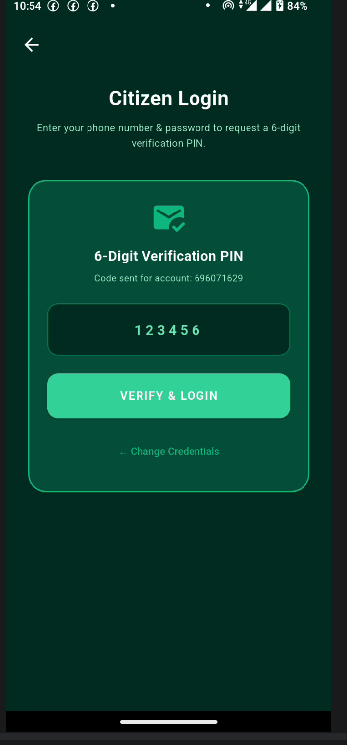 10:54 84%
Citizen Login
Enter your phone number & password to request a 6-digit
verification PIN.
6-Digit Verification PIN
Code sent for account: 696071629
123456
VERIFY & LOGIN
← Change Credentials